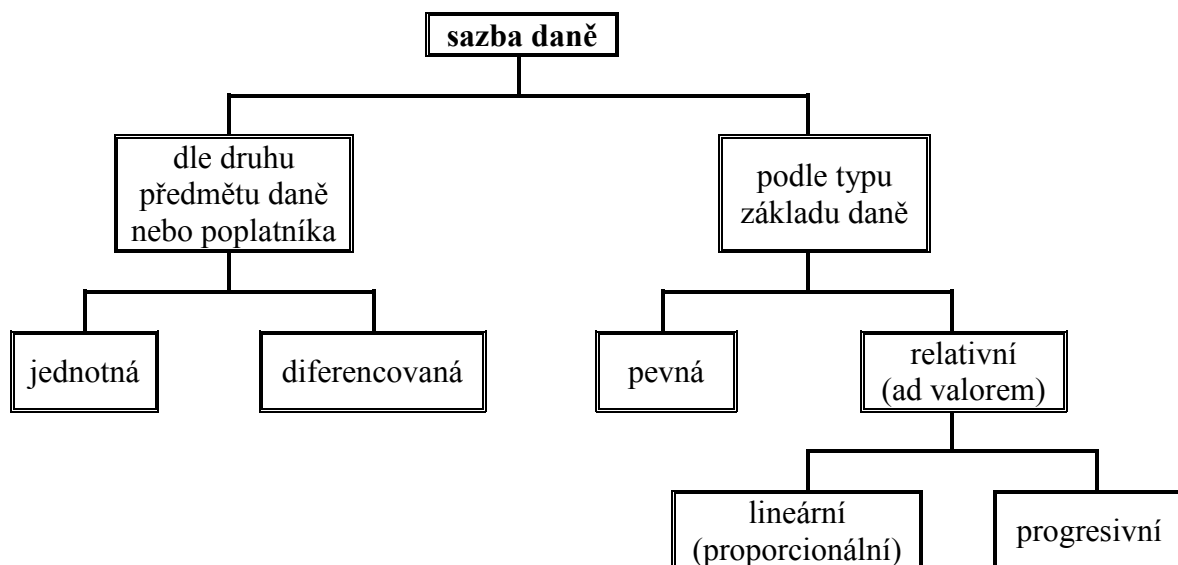 sazba daně
dle druhu
předmětu daně
nebo poplatníka
podle typu
základu daně
jednotná
diferencovaná
pevná
relativní
(ad valorem)
lineární
(proporcionální)
progresivní